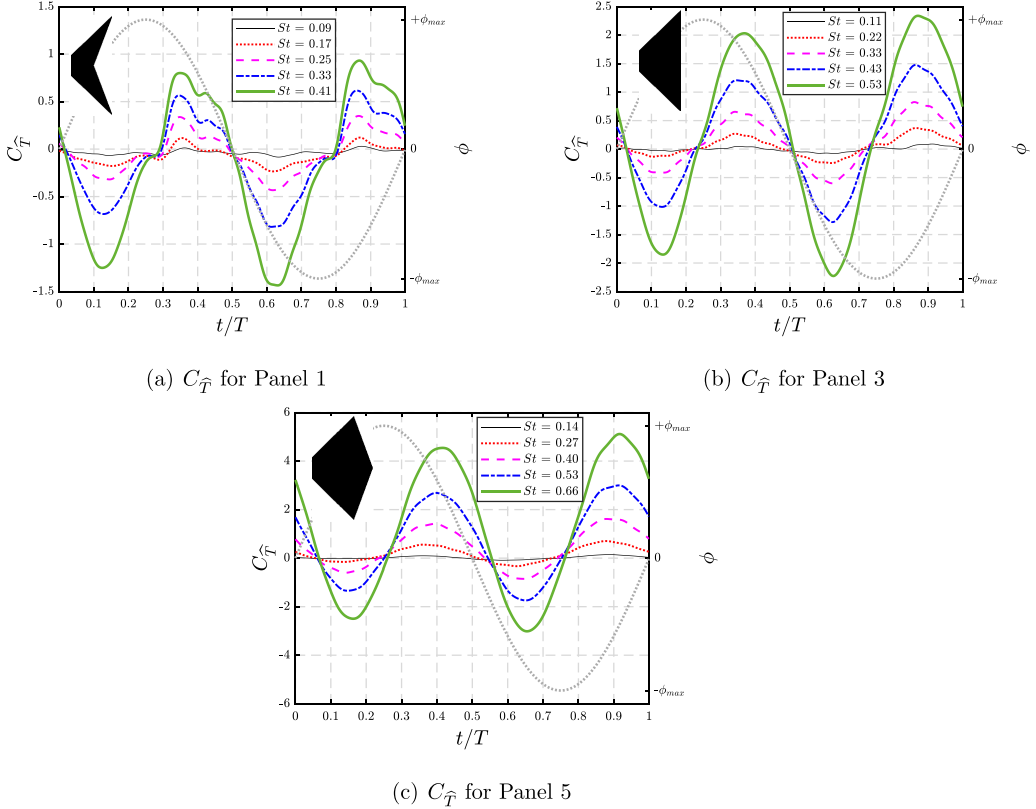 1.5
1
0.5
0
-0.5
-1
-1.5
C_T̂
St = 0.09
St = 0.17
St = 0.25
St = 0.33
St = 0.41
+ϕmax
0
-ϕmax
ϕ
0 0.1 0.2 0.3 0.4 0.5 0.6 0.7 0.8 0.9 1
t/T
(a) C_T̂ for Panel 1
2.5
2
1.5
1
0.5
0
-0.5
-1
-1.5
-2
-2.5
C_T̂
St = 0.11
St = 0.22
St = 0.33
St = 0.43
St = 0.53
+ϕmax
0
-ϕmax
ϕ
0 0.1 0.2 0.3 0.4 0.5 0.6 0.7 0.8 0.9 1
t/T
(b) C_T̂ for Panel 3
6
4
2
0
-2
-4
-6
C_T̂
St = 0.14
St = 0.27
St = 0.40
St = 0.53
St = 0.66
+ϕmax
0
-ϕmax
ϕ
0 0.1 0.2 0.3 0.4 0.5 0.6 0.7 0.8 0.9 1
t/T
(c) C_T̂ for Panel 5